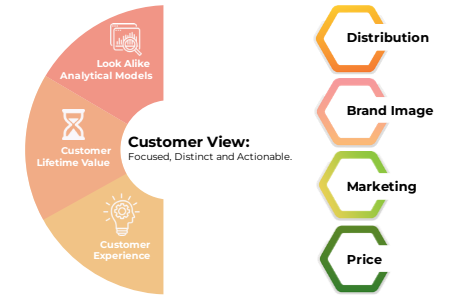 Look Alike
Analytical Models
Customer
Lifetime Value
Customer
Experience
Customer View:
Focused, Distinct and Actionable.
Distribution
Brand Image
Marketing
Price